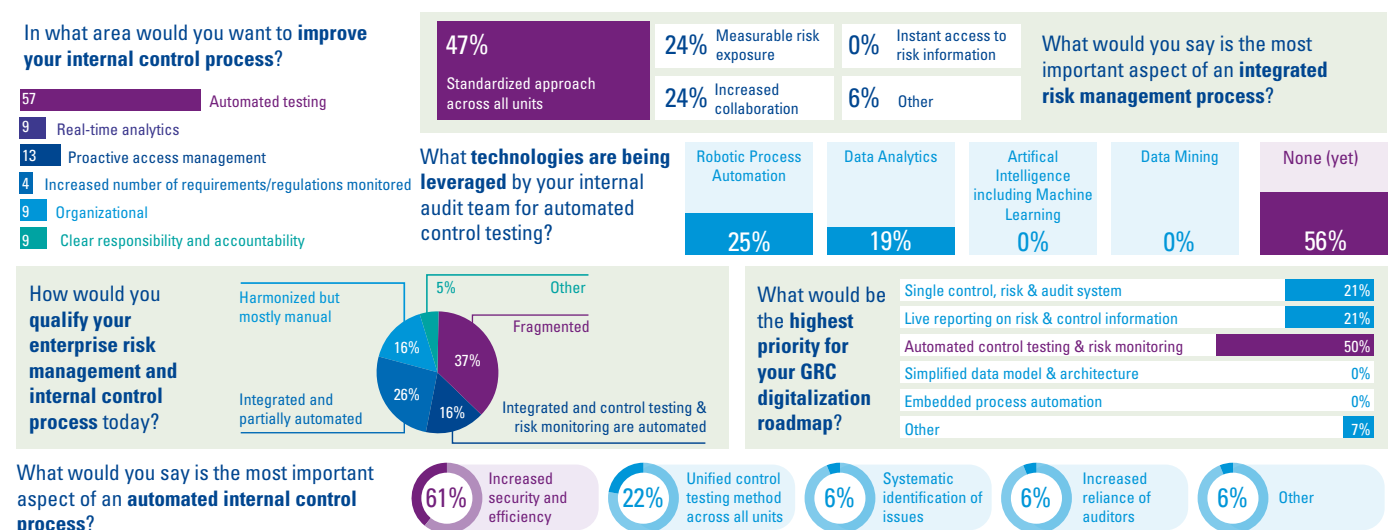 In what area would you want to improve
your internal control process?
57
Automated testing
9
Real-time analytics
13
Proactive access management
4
Increased number of requirements/regulations monitored
9
Organizational
9
Clear responsibility and accountability
47%
Standardized approach
across all units
24%
Measurable risk
exposure
0%
Instant access to
risk information
24%
Increased
collaboration
6%
Other
What would you say is the most
important aspect of an integrated
risk management process?
What technologies are being
leveraged by your internal
audit team for automated
control testing?
Robotic Process
Automation
25%
Data Analytics
19%
Artifical
Intelligence
including Machine
Learning
0%
Data Mining
0%
None (yet)
56%
How would you
qualify your
enterprise risk
management and
internal control
process today?
Harmonized but
mostly manual
5%
Other
Fragmented
16%
37%
26%
16%
Integrated and
partially automated
Integrated and control testing &
risk monitoring are automated
What would be
the highest
priority for
your GRC
digitalization
roadmap?
Single control, risk & audit system
21%
Live reporting on risk & control information
21%
Automated control testing & risk monitoring
50%
Simplified data model & architecture
0%
Embedded process automation
0%
Other
7%
What would you say is the most important
aspect of an automated internal control
process?
61%
Increased
security and
efficiency
22%
Unified control
testing method
across all units
6%
Systematic
identification of
issues
6%
Increased
reliance of
auditors
6%
Other